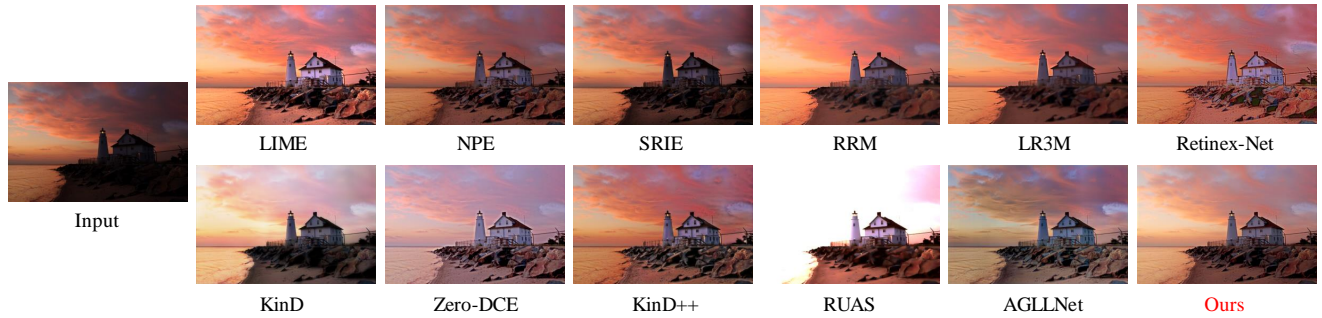 LIME NPE SRIE RRM LR3M Retinex-Net
Input
KinD Zero-DCE KinD++ RUAS AGLLNet Ours